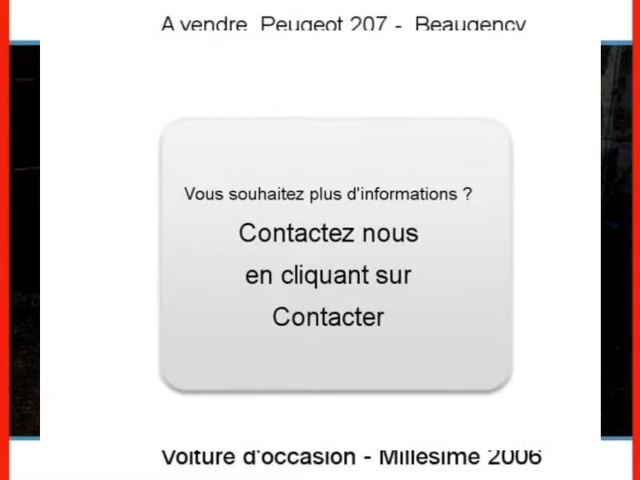 A vendre Peugeot 207 - Beaugency
Vous souhaitez plus d'informations ?
Contactez nous
en cliquant sur
Contacter
Voiture d'occasion - Millesime 2006